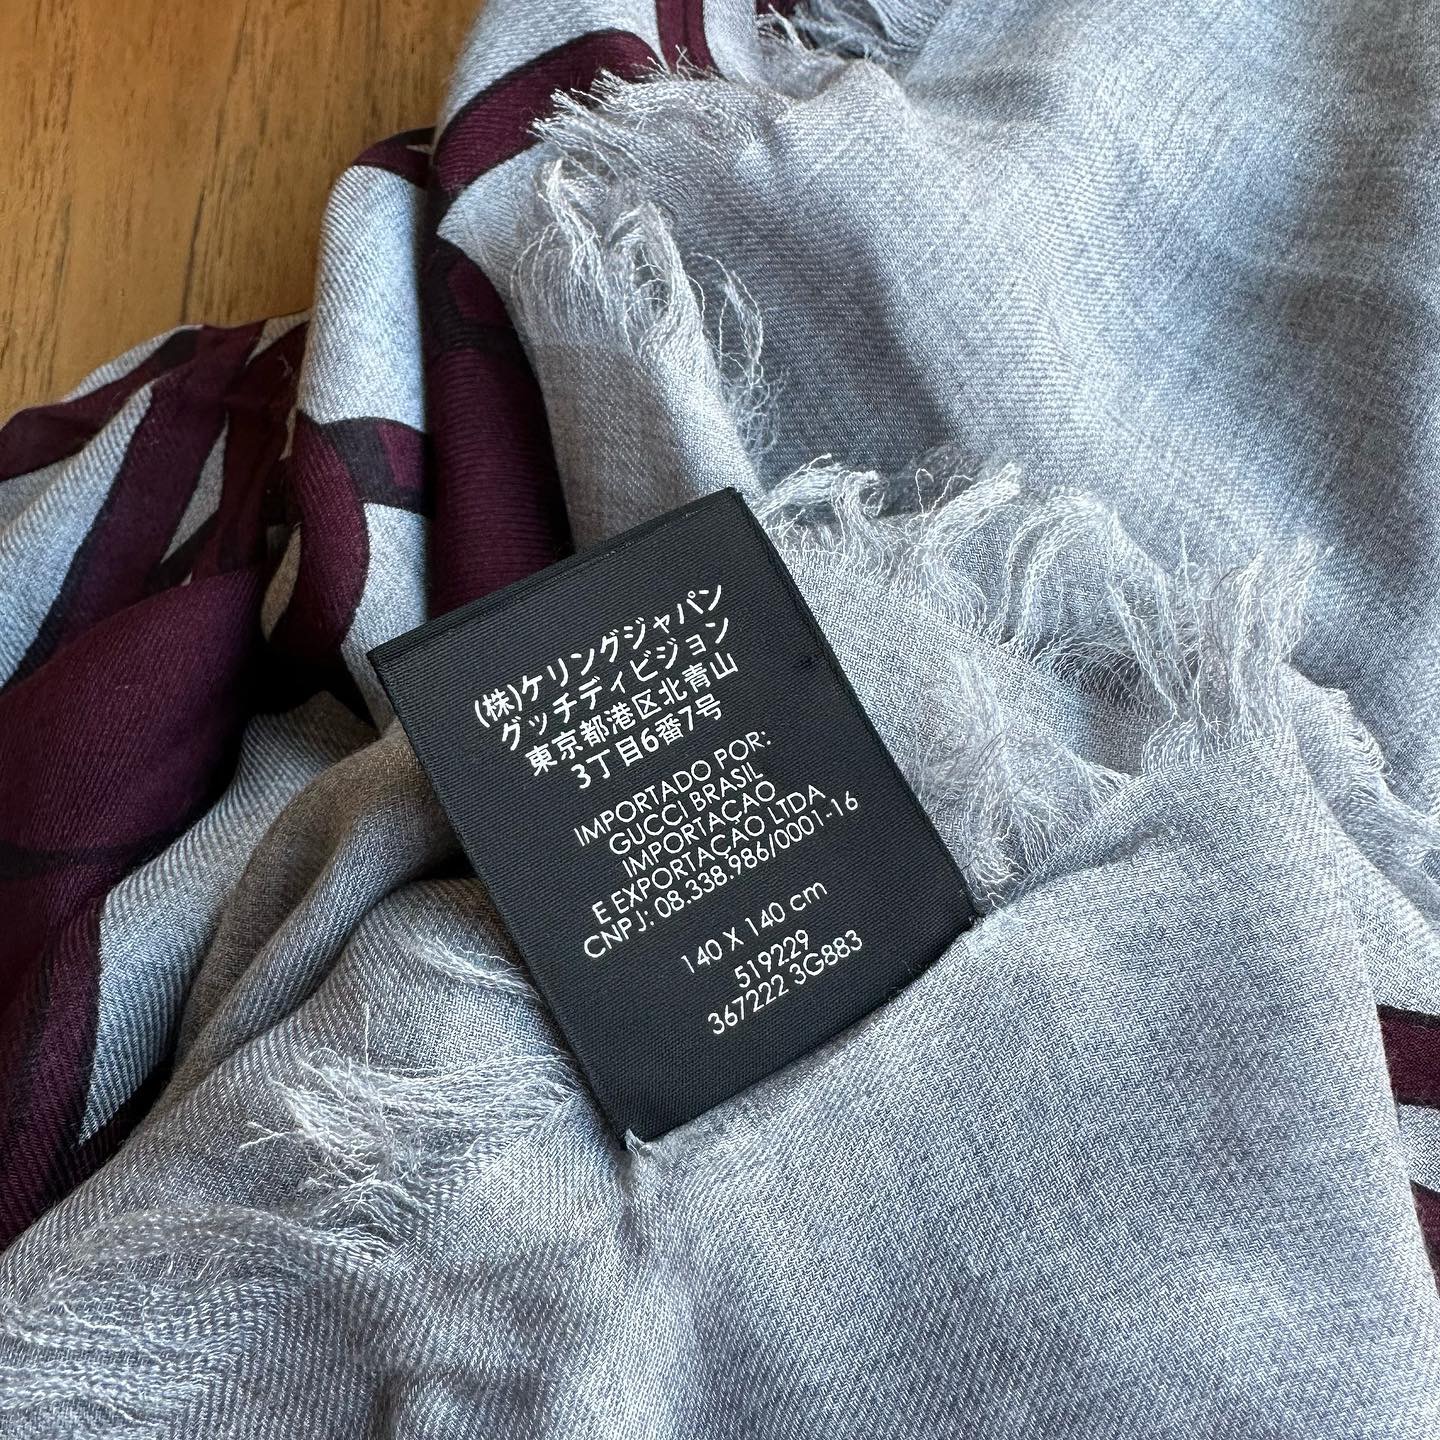 (株)ケリングジャパン
グッチディビジョン
東京都港区北青山
3丁目6番7号
IMPORTADO POR:
GUCCI BRASIL
IMPORTAÇAO
E EXPORTAÇAO LTDA
CNPJ: 08.338.986/0001-16
140 X 140 cm
519229
367222 3G883